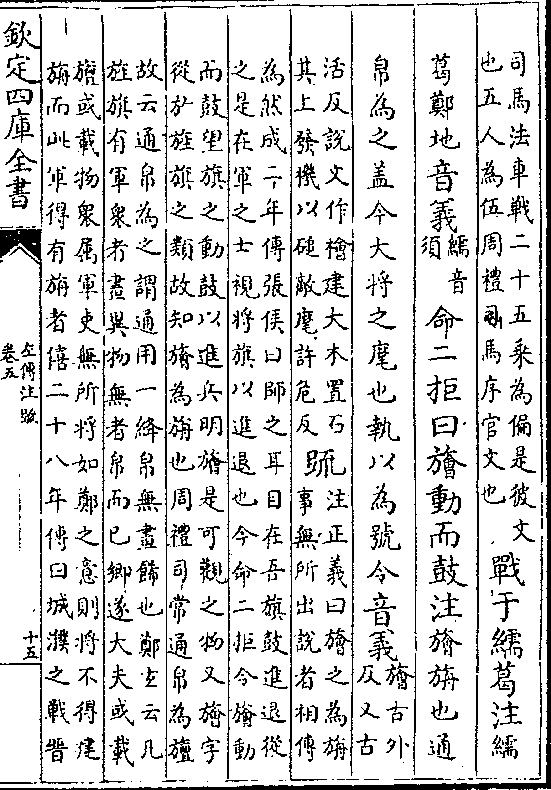 司馬法車戰二十五乘為偏是彼文
也五人為伍周禮司馬序官文也
戰于繻葛注繻
葛鄭地音義
繻音
須
命二拒曰旝動而鼓注旝旃也通
帛為之盖今大将之麾也執以為號令音義
旝古外
反又古
活反說文作檜建大木置石
其上發機以磓敵麾許危反
䟽
注正義曰旝之為旃
事無所出說者相傳
為然成二年傳張侯曰師之耳目在吾旗鼓進退從
之是在軍之士視將旗以進退也今命二拒令旝動
而鼓望旗之動鼓以進兵明旝是可觀之物又旝字
從㫃旌旗之類故知旝為旃也周禮司常通帛為旜
故云通帛為之謂通用一絳帛無畫飾也鄭𤣥云凡
旌旗有軍衆者畫異物無者帛而已鄉遂大夫或載
旜或載物衆屬軍吏無所將如鄭之意則將不得建
旃而此軍得有旃者僖二十八年傳曰城濮之戰晉
欽定四庫全書
左傳注䟽
卷五
十五